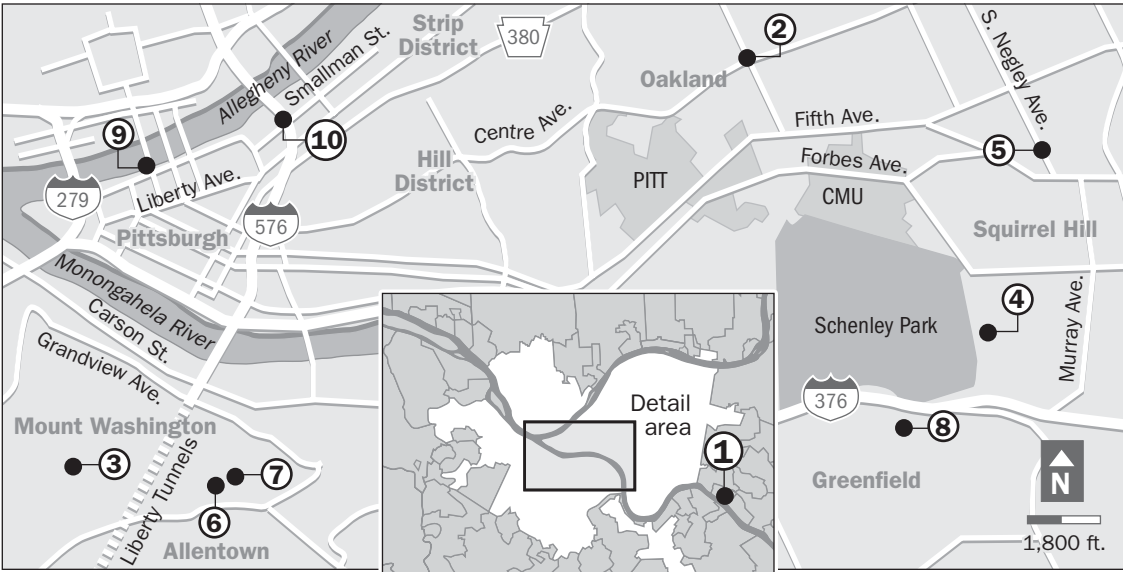 Strip
District
380
2
Oakland
S. Negley Ave.
Allegheny River
Smallman St.
9
10
Centre Ave.
Fifth Ave.
Forbes Ave.
5
279
Liberty Ave.
576
Hill
District
PITT
CMU
Pittsburgh
Squirrel Hill
Monongahela River
Carson St.
Grandview Ave.
4
Schenley Park
Murray Ave.
Mount Washington
3
Liberty Tunnels
7
6
Allentown
Detail
area
1
376
8
Greenfield
N
1,800 ft.